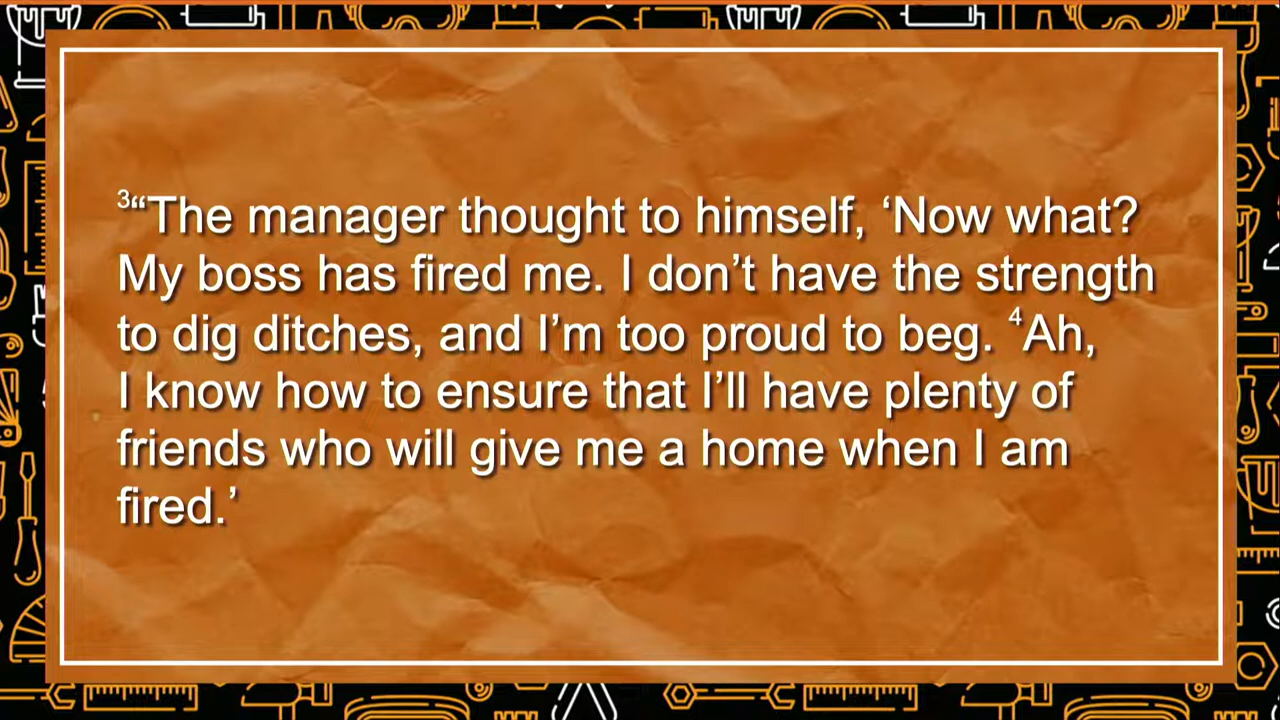 ³“The manager thought to himself, ‘Now what?
My boss has fired me. I don’t have the strength
to dig ditches, and I’m too proud to beg. ⁴Ah,
I know how to ensure that I’ll have plenty of
friends who will give me a home when I am
fired.’